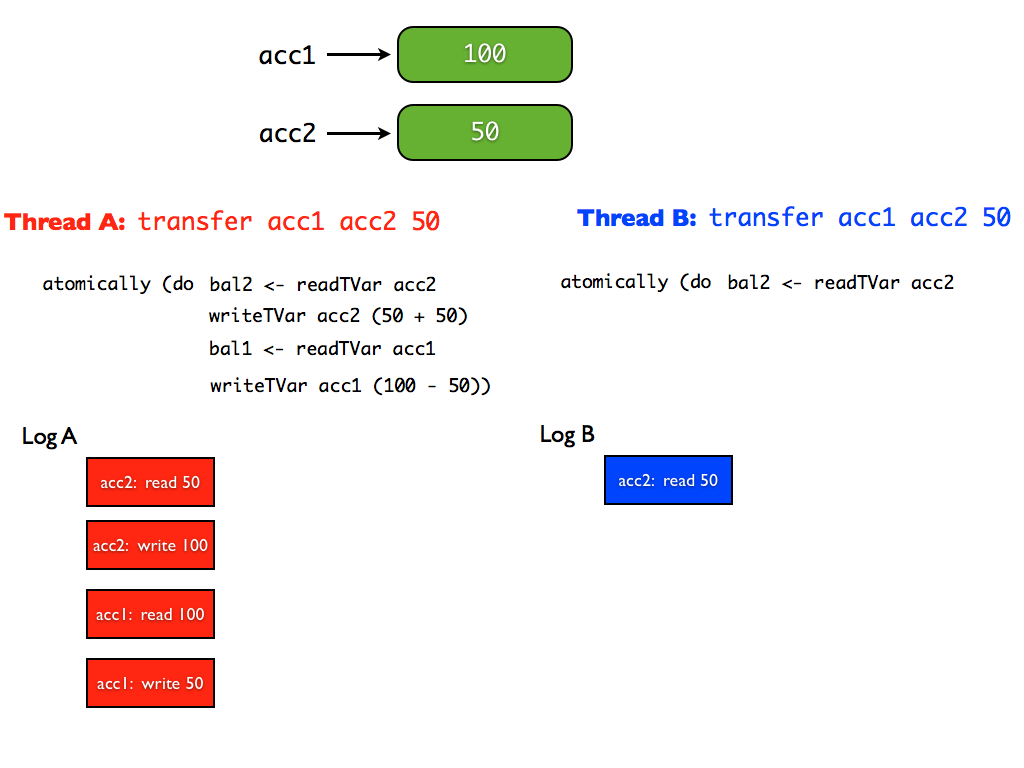 acc1
100
acc2
50
Thread A: transfer acc1 acc2 50
atomically (do bal2 <- readTVar acc2
writeTVar acc2 (50 + 50)
bal1 <- readTVar acc1
writeTVar acc1 (100 - 50))
Log A
acc2: read 50
acc2: write 100
acc1: read 100
acc1: write 50
Thread B: transfer acc1 acc2 50
atomically (do bal2 <- readTVar acc2
Log B
acc2: read 50